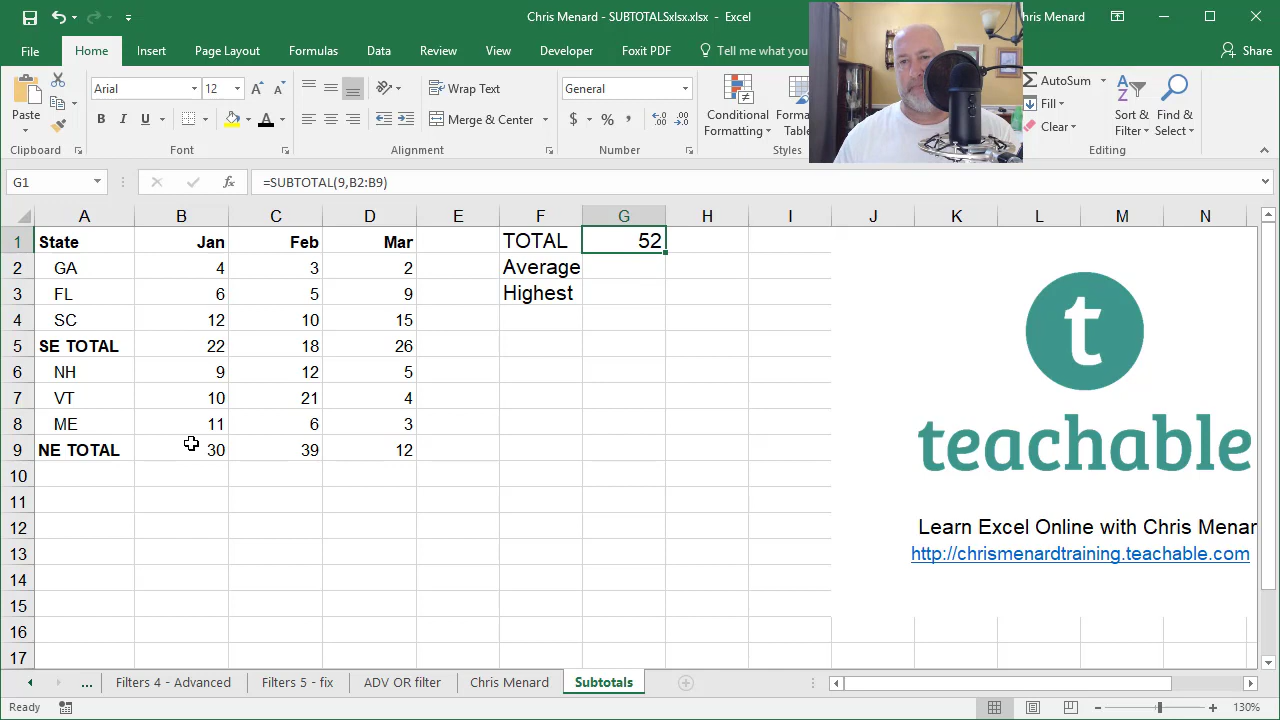 Chris Menard - SUBTOTALSxlsx.xlsx - Excel
hris Menard
File Home Insert Page Layout Formulas Data Review View Developer Foxit PDF Tell me what you Share
Paste
Clipboard
Arial 12
B I U
Font
Wrap Text
Merge & Center
Alignment
General
$ % ,
Number
Conditional Formatting
Forma
Table
Styles
AutoSum
Fill
Clear
Sort & Filter
Find & Select
Editing
G1 fx =SUBTOTAL(9,B2:B9)
A B C D E F G H I J K L M N
1 State Jan Feb Mar TOTAL 52
2 GA 4 3 2 Average
3 FL 6 5 9 Highest
4 SC 12 10 15
5 SE TOTAL 22 18 26
6 NH 9 12 5
7 VT 10 21 4
8 ME 11 6 3
9 NE TOTAL 30 39 12
10
11
12
13
14
15
16
17
t
teachable
Learn Excel Online with Chris Menar
http://chrismenardtraining.teachable.com
... Filters 4 - Advanced Filters 5 - fix ADV OR filter Chris Menard Subtotals
Ready 130%